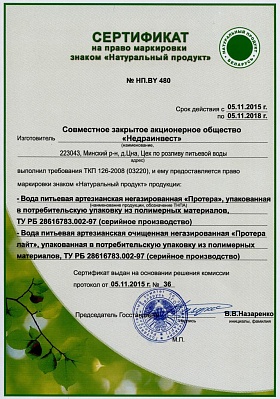 СЕРТИФИКАТ
на право маркировки
знаком «Натуральный продукт»
НАТУРАЛЬНЫЙ ПРОДУКТ
БЕЛАРУСЬ
№ НП.BY 480
Срок действия с 05.11.2015 г.
по 05.11.2018 г.
Совместное закрытое акционерное общество
Изготовитель «Недраинвест»
(наименование,
223043, Минский р-н, д.Цна, Цех по розливу питьевой воды
адрес)
выполнил требования ТКП 126-2008 (03220), и ему предоставляется право
маркировки знаком «Натуральный продукт» продукции:
- Вода питьевая артезианская негазированная «Протера», упакованная
(наименование продукции, обозначение ТНПА)
в потребительскую упаковку из полимерных материалов,
ТУ РБ 28616783.002-97 (серийное производство)
- Вода питьевая артезианская очищенная негазированная «Протера
лайт», упакованная в потребительскую упаковку из полимерных
материалов, ТУ РБ 28616783.002-97 (серийное производство)
Сертификат выдан на основании решения комиссии
протокол от 05.11.2015 г. № 36
Председатель Госстандарта В.В.Назаренко
подпись инициалы, фамилия
М.П.